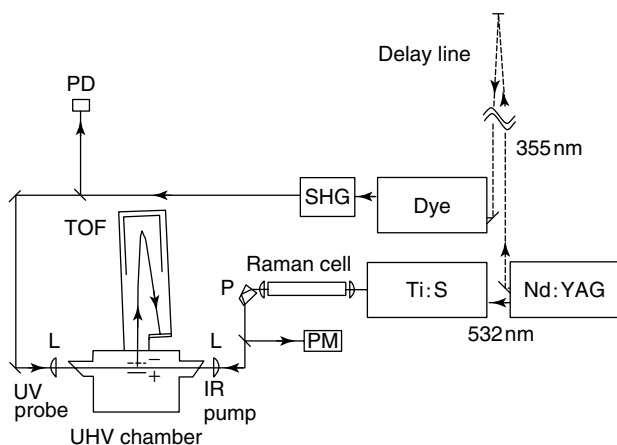 Delay line
PD
355 nm
SHG
Dye
TOF
Raman cell
P
Ti:S
Nd:YAG
532 nm
L
L
PM
UV
probe
IR
pump
UHV chamber